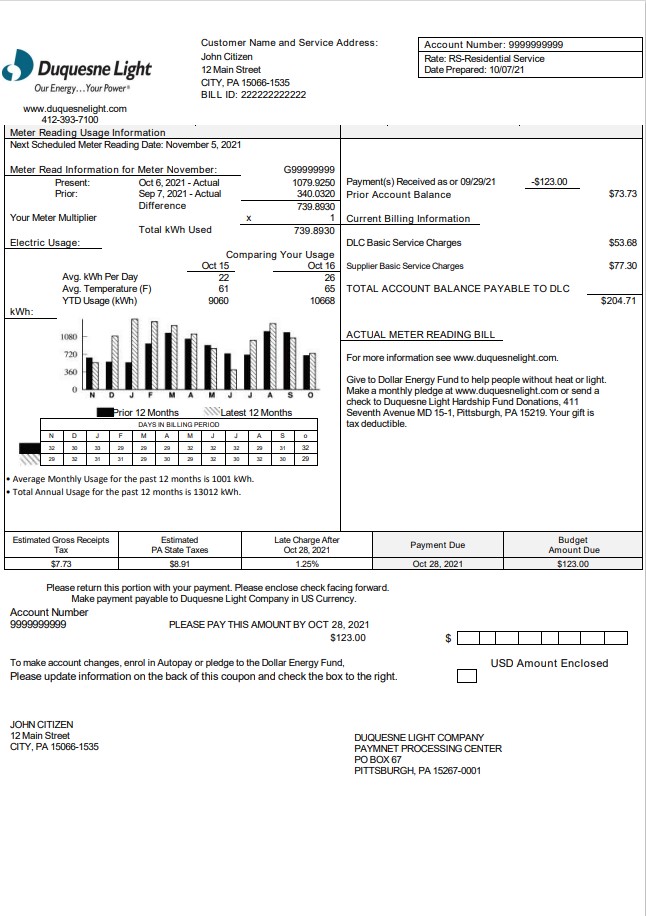 Duquesne Light
Our Energy...Your Power®
www.duquesnelight.com
412-393-7100
Customer Name and Service Address:
John Citizen
12 Main Street
CITY, PA 15066-1535
BILL ID: 222222222222
Account Number: 9999999999
Rate: RS-Residential Service
Date Prepared: 10/07/21
Meter Reading Usage Information
Next Scheduled Meter Reading Date: November 5, 2021
Meter Read Information for Meter November: G99999999
Present: Oct 6, 2021 - Actual 1079.9250
Prior: Sep 7, 2021 - Actual 340.0320
Difference 739.8930
Your Meter Multiplier x 1
Total kWh Used 739.8930
Electric Usage:
Comparing Your Usage
Oct 15 Oct 16
Avg. kWh Per Day 22 26
Avg. Temperature (F) 61 65
YTD Usage (kWh) 9060 10668
kWh:
1080
720
360
0
N D J F M A M J J A S O
Prior 12 Months Latest 12 Months
DAYS IN BILLING PERIOD
N D J F M A M J J A S o
32 30 33 29 29 29 32 32 32 29 31 32
29 32 31 31 29 30 29 32 30 32 30 29
• Average Monthly Usage for the past 12 months is 1001 kWh.
• Total Annual Usage for the past 12 months is 13012 kWh.
Payment(s) Received as or 09/29/21 -$123.00
Prior Account Balance $73.73
Current Billing Information
DLC Basic Service Charges $53.68
Supplier Basic Service Charges $77.30
TOTAL ACCOUNT BALANCE PAYABLE TO DLC
$204.71
ACTUAL METER READING BILL
For more information see www.duquesnelight.com.
Give to Dollar Energy Fund to help people without heat or light.
Make a monthly pledge at www.duquesnelight.com or send a
check to Duquesne Light Hardship Fund Donations, 411
Seventh Avenue MD 15-1, Pittsburgh, PA 15219. Your gift is
tax deductible.
Estimated Gross Receipts Tax
Estimated PA State Taxes
Late Charge After Oct 28, 2021
Payment Due
Budget Amount Due
$7.73 $8.91 1.25% Oct 28, 2021 $123.00
Please return this portion with your payment. Please enclose check facing forward.
Make payment payable to Duquesne Light Company in US Currency.
Account Number
9999999999 PLEASE PAY THIS AMOUNT BY OCT 28, 2021
$123.00 $
To make account changes, enrol in Autopay or pledge to the Dollar Energy Fund,
Please update information on the back of this coupon and check the box to the right.
USD Amount Enclosed
JOHN CITIZEN
12 Main Street
CITY, PA 15066-1535
DUQUESNE LIGHT COMPANY
PAYMNET PROCESSING CENTER
PO BOX 67
PITTSBURGH, PA 15267-0001